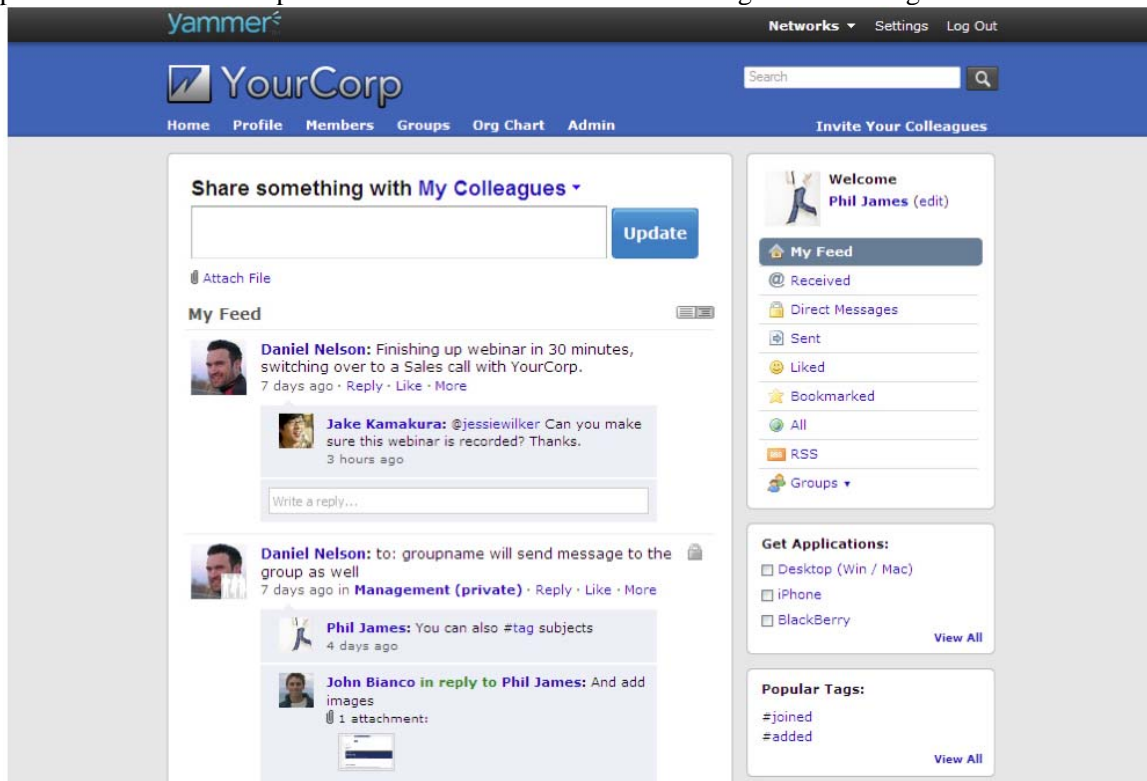 yammer
Networks ▾ Settings Log Out
YourCorp
Search
Home Profile Members Groups Org Chart Admin
Invite Your Colleagues
Share something with My Colleagues ▾
Update
Attach File
My Feed
Daniel Nelson: Finishing up webinar in 30 minutes,
switching over to a Sales call with YourCorp.
7 days ago · Reply · Like · More
Jake Kamakura: @jessiewilker Can you make
sure this webinar is recorded? Thanks.
3 hours ago
Write a reply...
Daniel Nelson: to: groupname will send message to the
group as well
7 days ago in Management (private) · Reply · Like · More
Phil James: You can also #tag subjects
4 days ago
John Bianco in reply to Phil James: And add
images
1 attachment:
Welcome
Phil James (edit)
My Feed
@ Received
Direct Messages
Sent
Liked
Bookmarked
All
RSS
Groups ▾
Get Applications:
Desktop (Win / Mac)
iPhone
BlackBerry
View All
Popular Tags:
#joined
#added
View All